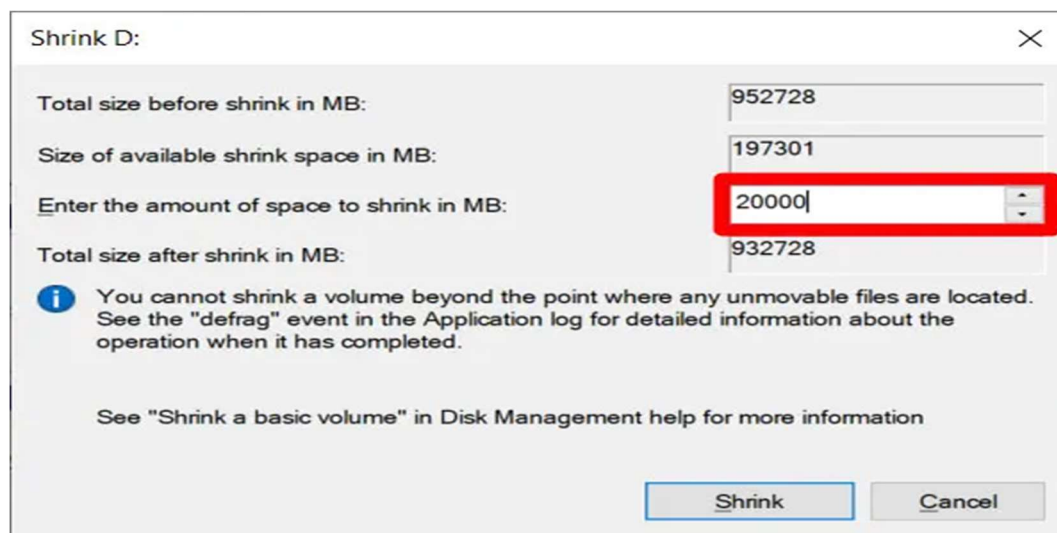 Shrink D:
Total size before shrink in MB: 952728
Size of available shrink space in MB: 197301
Enter the amount of space to shrink in MB: 20000
Total size after shrink in MB: 932728
You cannot shrink a volume beyond the point where any unmovable files are located.
See the "defrag" event in the Application log for detailed information about the
operation when it has completed.
See "Shrink a basic volume" in Disk Management help for more information
Shrink Cancel